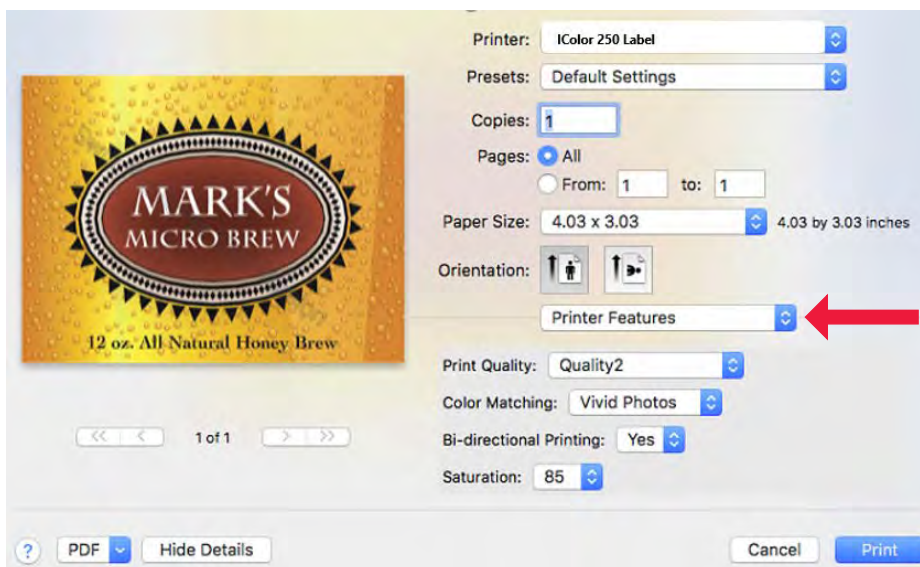 Printer: IColor 250 Label
Presets: Default Settings
Copies: 1
Pages: All
From: 1 to: 1
Paper Size: 4.03 x 3.03 4.03 by 3.03 inches
Orientation:
Printer Features
Print Quality: Quality2
Color Matching: Vivid Photos
Bi-directional Printing: Yes
Saturation: 85
MARK'S
MICRO BREW
12 oz. All Natural Honey Brew
<< < 1 of 1 > >>
? PDF Hide Details Cancel Print